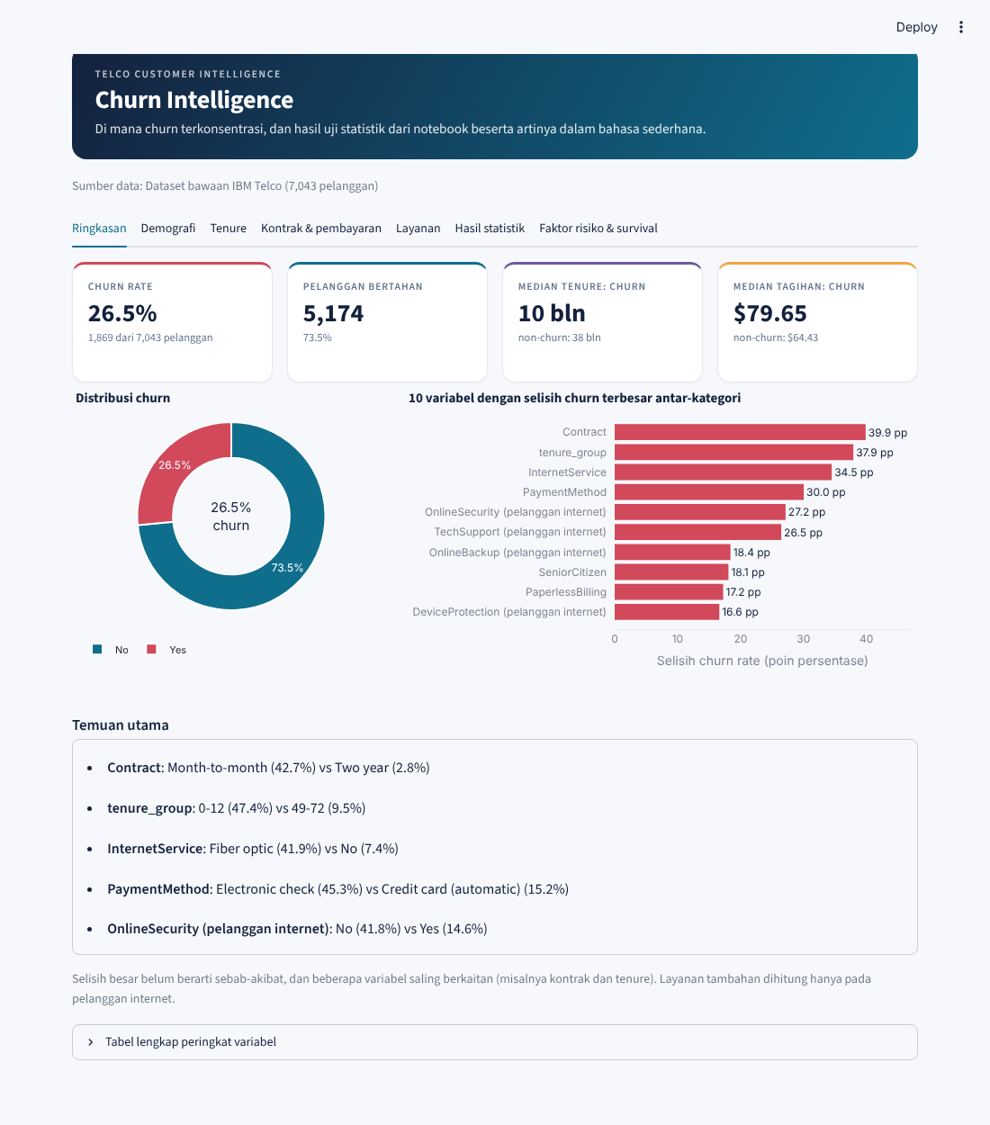 Deploy
TELCO CUSTOMER INTELLIGENCE
Churn Intelligence
Di mana churn terkonsentrasi, dan hasil uji statistik dari notebook beserta artinya dalam bahasa sederhana.
Sumber data: Dataset bawaan IBM Telco (7,043 pelanggan)
Ringkasan Demografi Tenure Kontrak & pembayaran Layanan Hasil statistik Faktor risiko & survival
CHURN RATE
26.5%
1,869 dari 7,043 pelanggan
PELANGGAN BERTAHAN
5,174
73.5%
MEDIAN TENURE: CHURN
10 bln
non-churn: 38 bln
MEDIAN TAGIHAN: CHURN
$79.65
non-churn: $64.43
Distribusi churn
26.5%
26.5%
churn
73.5%
No Yes
10 variabel dengan selisih churn terbesar antar-kategori
Contract 39.9 pp
tenure_group 37.9 pp
InternetService 34.5 pp
PaymentMethod 30.0 pp
OnlineSecurity (pelanggan internet) 27.2 pp
TechSupport (pelanggan internet) 26.5 pp
OnlineBackup (pelanggan internet) 18.4 pp
SeniorCitizen 18.1 pp
PaperlessBilling 17.2 pp
DeviceProtection (pelanggan internet) 16.6 pp
0 10 20 30 40
Selisih churn rate (poin persentase)
Temuan utama
Contract: Month-to-month (42.7%) vs Two year (2.8%)
tenure_group: 0-12 (47.4%) vs 49-72 (9.5%)
InternetService: Fiber optic (41.9%) vs No (7.4%)
PaymentMethod: Electronic check (45.3%) vs Credit card (automatic) (15.2%)
OnlineSecurity (pelanggan internet): No (41.8%) vs Yes (14.6%)
Selisih besar belum berarti sebab-akibat, dan beberapa variabel saling berkaitan (misalnya kontrak dan tenure). Layanan tambahan dihitung hanya pada
pelanggan internet.
Tabel lengkap peringkat variabel